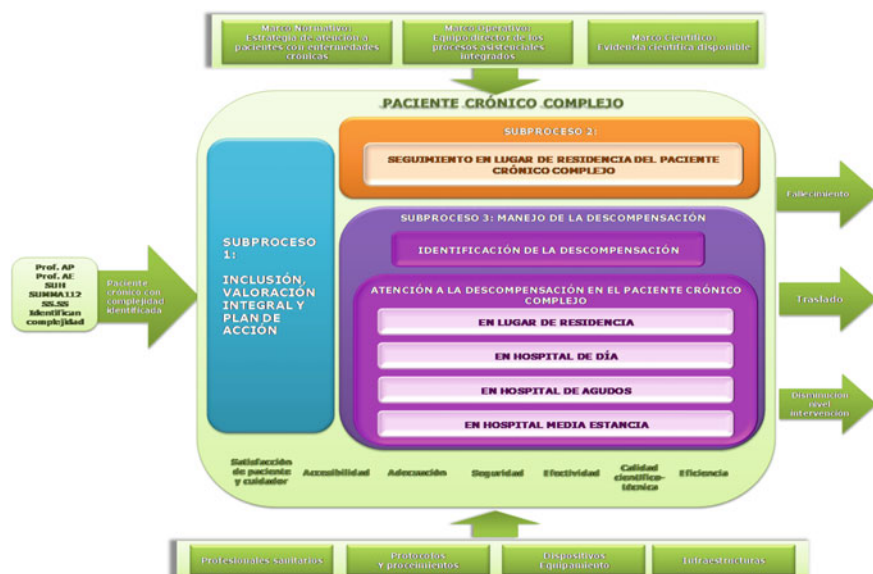 Marco Normativo:
Estrategia de atención a
pacientes con enfermedades
crónicas
Marco Operativo:
Equipo director de los
procesos asistenciales
integrados
Marco Científico:
Evidencia científica disponible
PACIENTE CRÓNICO COMPLEJO
SUBPROCESO 2:
SEGUIMIENTO EN LUGAR DE RESIDENCIA DEL PACIENTE
CRÓNICO COMPLEJO
SUBPROCESO
1:
INCLUSIÓN,
VALORACIÓN
INTEGRAL Y
PLAN DE
ACCIÓN
SUBPROCESO 3: MANEJO DE LA DESCOMPENSACIÓN
IDENTIFICACIÓN DE LA DESCOMPENSACIÓN
ATENCIÓN A LA DESCOMPENSACIÓN EN EL PACIENTE CRÓNICO
COMPLEJO
EN LUGAR DE RESIDENCIA
EN HOSPITAL DE DÍA
EN HOSPITAL DE AGUDOS
EN HOSPITAL MEDIA ESTANCIA
Prof. AP
Prof. AE
SUH
SUMMA112
SS.SS
Identifican
complejidad
Paciente
crónico con
complejidad
identificada
Fallecimiento
Traslado
Disminución
nivel
intervención
Satisfacción
de paciente
y cuidador
Accesibilidad
Adecuación
Seguridad
Efectividad
Calidad
científico-
técnica
Eficiencia
Profesionales sanitarios
Protocolos
y procemientos
Dispositivos
Equipamiento
Infraestructuras